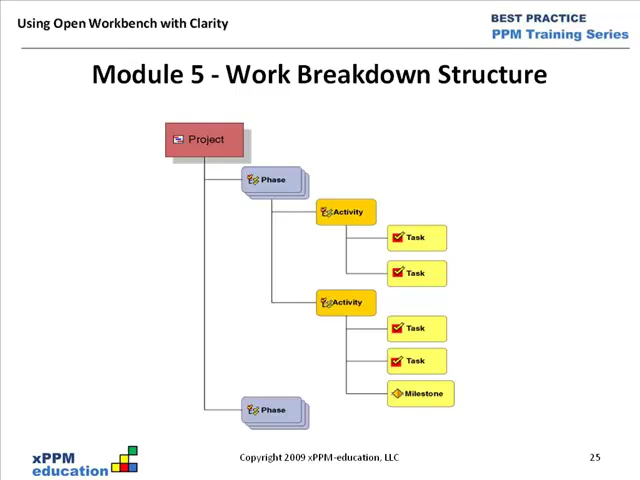 Using Open Workbench with Clarity
BEST PRACTICE
PPM Training Series
Module 5 - Work Breakdown Structure
Project
Phase
Activity
Task
Task
Activity
Task
Task
Milestone
Phase
xPPM
education
Copyright 2009 xPPM-education, LLC
25